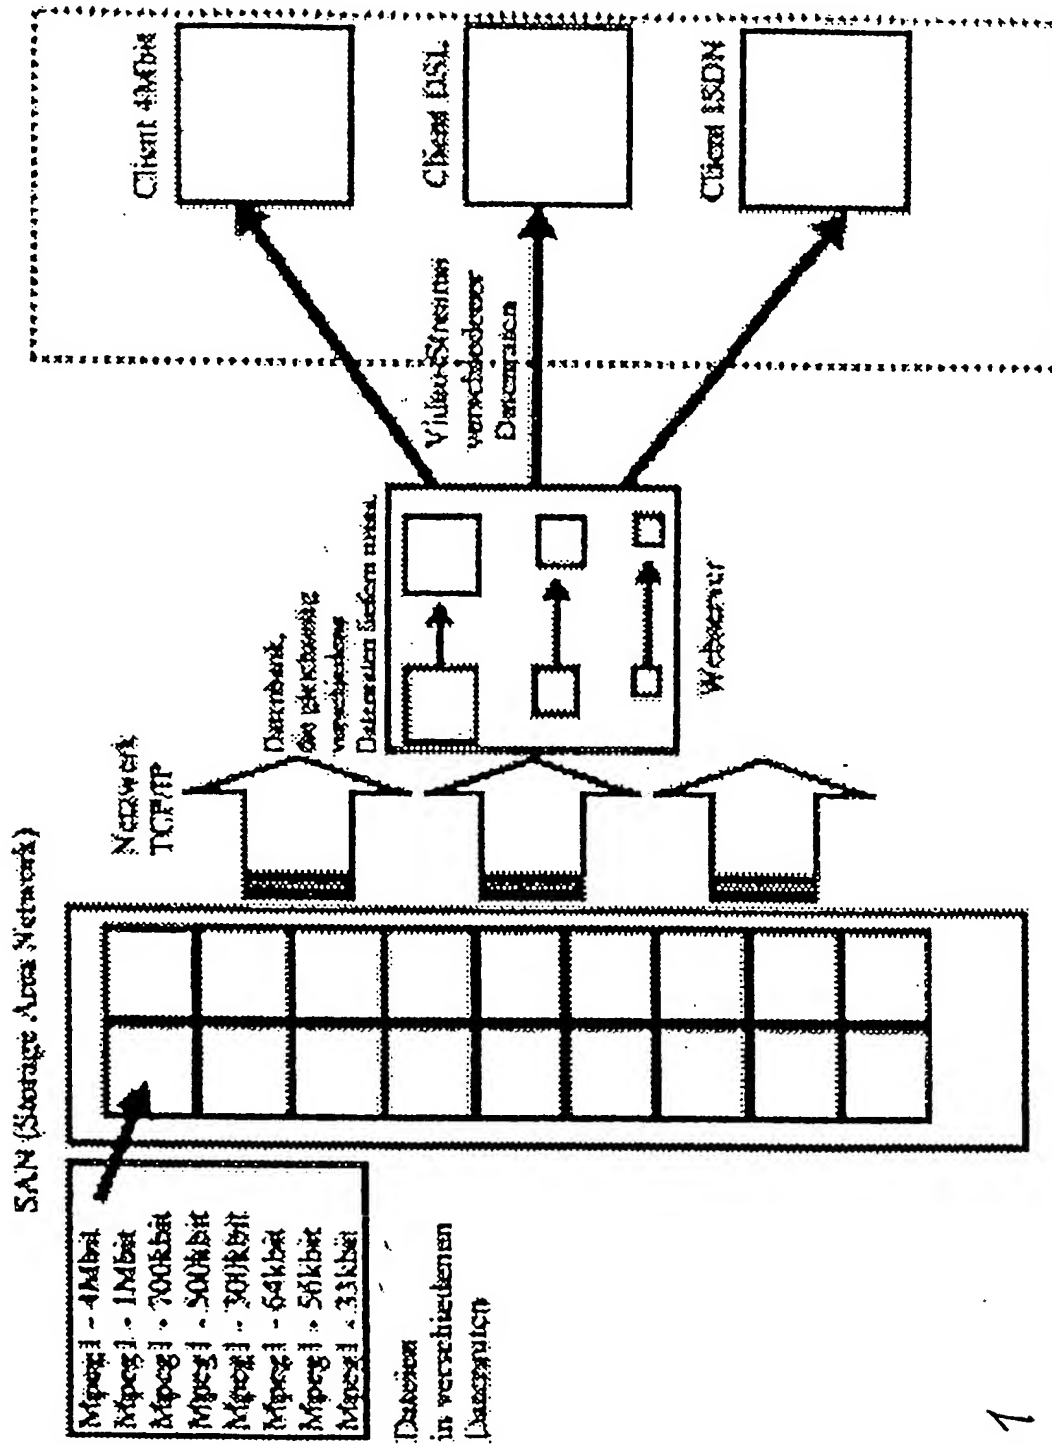 SAN (Storage Area Network)
Mpeg1 - 4Mbit
Mpeg1 - 1Mbit
Mpeg1 - 700kbit
Mpeg1 - 500kbit
Mpeg1 - 300kbit
Mpeg1 - 64kbit
Mpeg1 - 56kbit
Mpeg1 - 33kbit
Dateien
in verschiedenen
Datenraten
Netzwerk
TCP/IP
Datenbank,
die gleichzeitig
verschiedene
Datenraten liefern muss
Webserver
Video-Streams
verschiedener
Datenraten
Client 4Mbit
Client DSL
Client ISDN
1